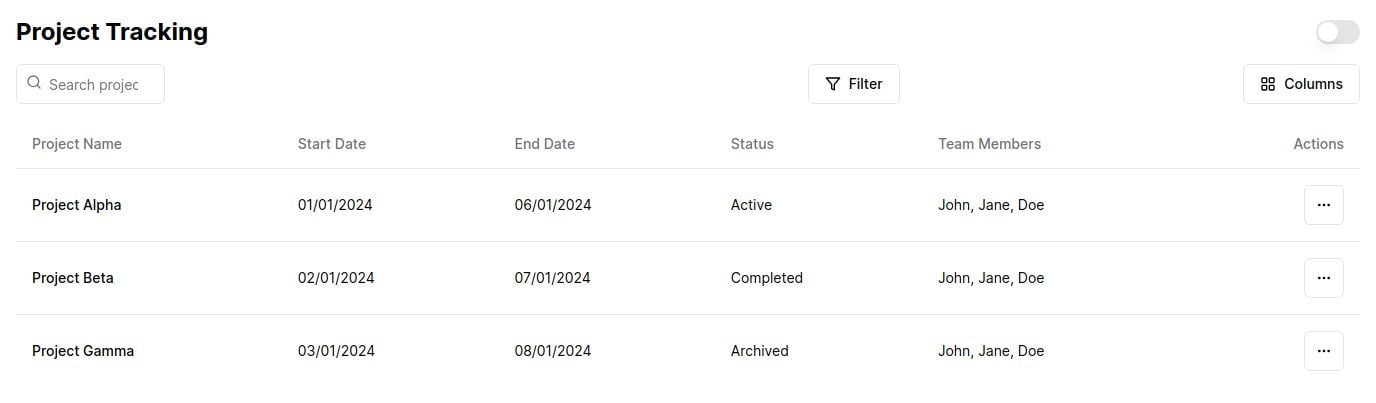 Project Tracking
Search projec
Filter
Columns
Project Name Start Date End Date Status Team Members Actions
Project Alpha 01/01/2024 06/01/2024 Active John, Jane, Doe
Project Beta 02/01/2024 07/01/2024 Completed John, Jane, Doe
Project Gamma 03/01/2024 08/01/2024 Archived John, Jane, Doe